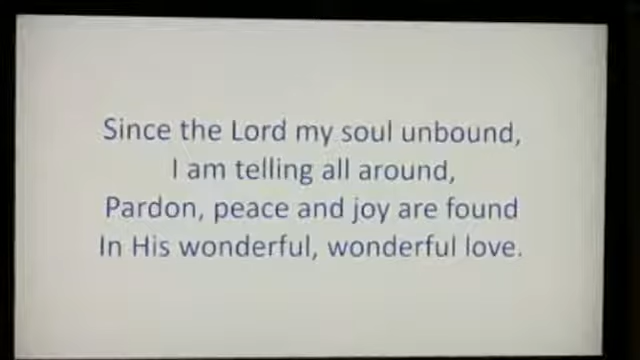 Since the Lord my soul unbound,
I am telling all around,
Pardon, peace and joy are found
In His wonderful, wonderful love.